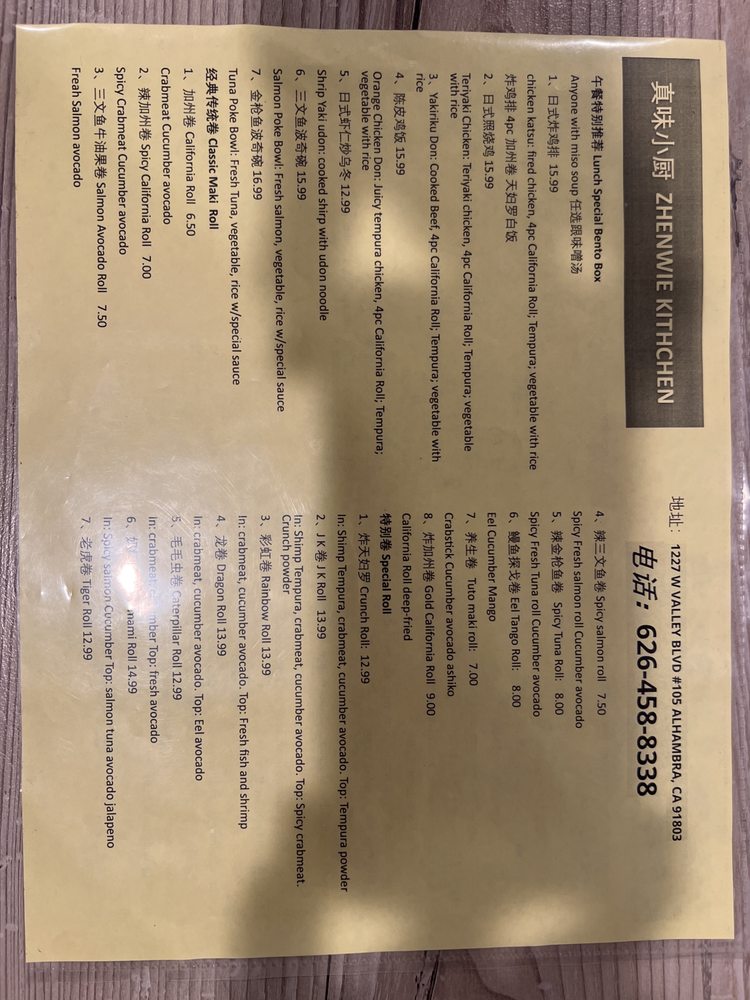 真味小厨 ZHENWIE KITHCHEN
地址： 1227 W VALLEY BLVD #105 ALHAMBRA, CA 91803
电话：626-458-8338
午餐特别推荐 Lunch Special Bento Box
Anyone with miso soup 任选跟味噌汤
1、日式炸鸡排 15.99
chicken katsu: fried chicken, 4pc California Roll; Tempura; vegetable with rice
炸鸡排 4pc 加州卷 天妇罗白饭
2、日式照烧鸡 15.99
Teriyaki Chicken: Teriyaki chicken, 4pc California Roll; Tempura; vegetable
with rice
3、Yakiriku Don: Cooked Beef, 4pc California Roll; Tempura; vegetable with
rice
4、陈皮鸡饭 15.99
Orange Chicken Don: Juicy tempura chicken, 4pc California Roll; Tempura;
vegetable with rice
5、日式虾仁炒乌冬 12.99
Shrip Yaki udon: cooked shirp with udon noodle
6、三文鱼波奇碗 15.99
Salmon Poke Bowl: Fresh salmon, vegetable, rice w/special sauce
7、金枪鱼波奇碗 16.99
Tuna Poke Bowl: Fresh Tuna, vegetable, rice w/special sauce
经典传统卷 Classic Maki Roll
1、加州卷 California Roll 6.50
Crabmeat Cucumber avocado
2、辣加州卷 Spicy California Roll 7.00
Spicy Crabmeat Cucumber avocado
3、三文鱼牛油果卷 Salmon Avocado Roll 7.50
Freah Salmon avocado
4、辣三文鱼卷 Spicy salmon roll 7.50
Spicy Fresh salmon roll Cucumber avocado
5、辣金枪鱼卷 Spicy Tuna Roll: 8.00
Spicy Fresh Tuna roll Cucumber avocado
6、鳗鱼探戈卷 Eel Tango Roll: 8.00
Eel Cucumber Mango
7、养生卷 Tuto maki roll: 7.00
Crabstick Cucumber avocado ashiko
8、炸加州卷 Gold California Roll 9.00
California Roll deep-fried
特别卷 Special Roll
1、炸天妇罗 Crunch Roll: 12.99
In: Shimp Tempura, crabmeat, cucumber avocado. Top: Tempura powder
2、J K 卷 J K Roll 13.99
In: Shimp Tempura, crabmeat, cucumber avocado. Top: Spicy crabmeat.
Crunch powder
3、彩虹卷 Rainbow Roll 13.99
In: crabmeat, cucumber avocado. Top: Fresh fish and shrimp
4、龙卷 Dragon Roll 13.99
In: crabmeat, cucumber avocado. Top: Eel avocado
5、毛毛虫卷 Caterpillar Roll 12.99
In: crabmeat Top: fresh avocado
6、 Roll 14.99
In: Spicy salmon Cucumber Top: salmon tuna avocado jalapeno
7、老虎卷 Tiger Roll 12.99